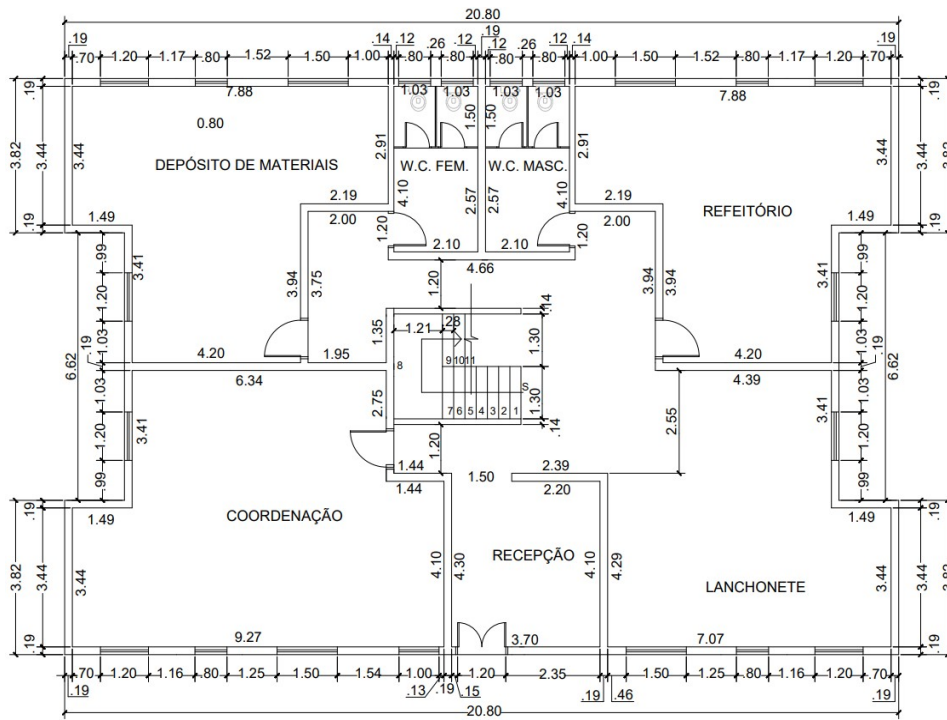 20.80
.19 .14 .12 .12 .19 .12 .12 .14 .19
.70 1.20 1.17 .80 1.52 1.50 1.00 .80 .26 .80 .80 .26 .80 1.00 1.50 1.52 .80 1.17 1.20 .70
7.88 1.03 1.03 1.03 1.03 7.88
.19 .19
0.80 1.50 1.50
3.82 3.44 3.44 2.91 2.91 3.44 3.44 3.82
DEPÓSITO DE MATERIAIS W.C. FEM. W.C. MASC.
4.10 2.57 2.57 4.10
2.19 2.19
REFEITÓRIO
2.00 2.00
.19 1.49 1.20 1.20 1.49 .19
2.10 2.10
.99 3.41 3.41 .99
4.66
3.94 3.75 1.20 3.94 3.94
1.20 1.20
.14
1.35 1.21 .28 1.30
1.03 1.03
.19 4.20 1.95 9 10 11 4.20 .19
6.62 8 6.62
6.34 4.39
S
1.03 2.75 1.30 1.03
7 6 5 4 3 2 1
3.41 .14 2.55 3.41
1.20 1.20 1.20
1.44 2.39
.99 1.50 .99
1.44 2.20
.19 1.49 1.49 .19
COORDENAÇÃO
3.82 3.44 3.44 4.10 4.30 RECEPÇÃO 4.10 4.29 3.44 3.44 3.82
LANCHONETE
.19 9.27 3.70 7.07 .19
.70 1.20 1.16 .80 1.25 1.50 1.54 1.00 1.20 2.35 1.50 1.25 .80 1.16 1.20 .70
.19 .13 .19 .15 .19 .46 .19
20.80